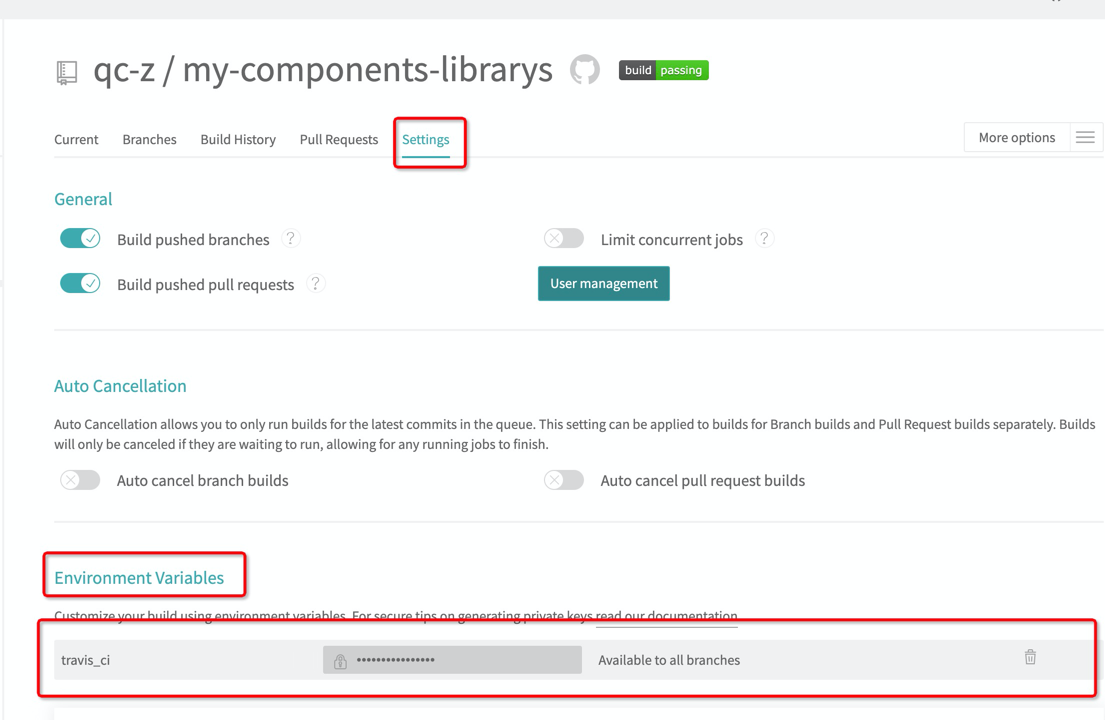 qc-z / my-components-librarys build passing
Current Branches Build History Pull Requests Settings More options
General
Build pushed branches ? Limit concurrent jobs ?
Build pushed pull requests ? User management
Auto Cancellation
Auto Cancellation allows you to only run builds for the latest commits in the queue. This setting can be applied to builds for Branch builds and Pull Request builds separately. Builds
will only be canceled if they are waiting to run, allowing for any running jobs to finish.
Auto cancel branch builds Auto cancel pull request builds
Environment Variables
Customize your build using environment variables. For secure tips on generating private keys read our documentation
travis_ci •••••••••••••••• Available to all branches